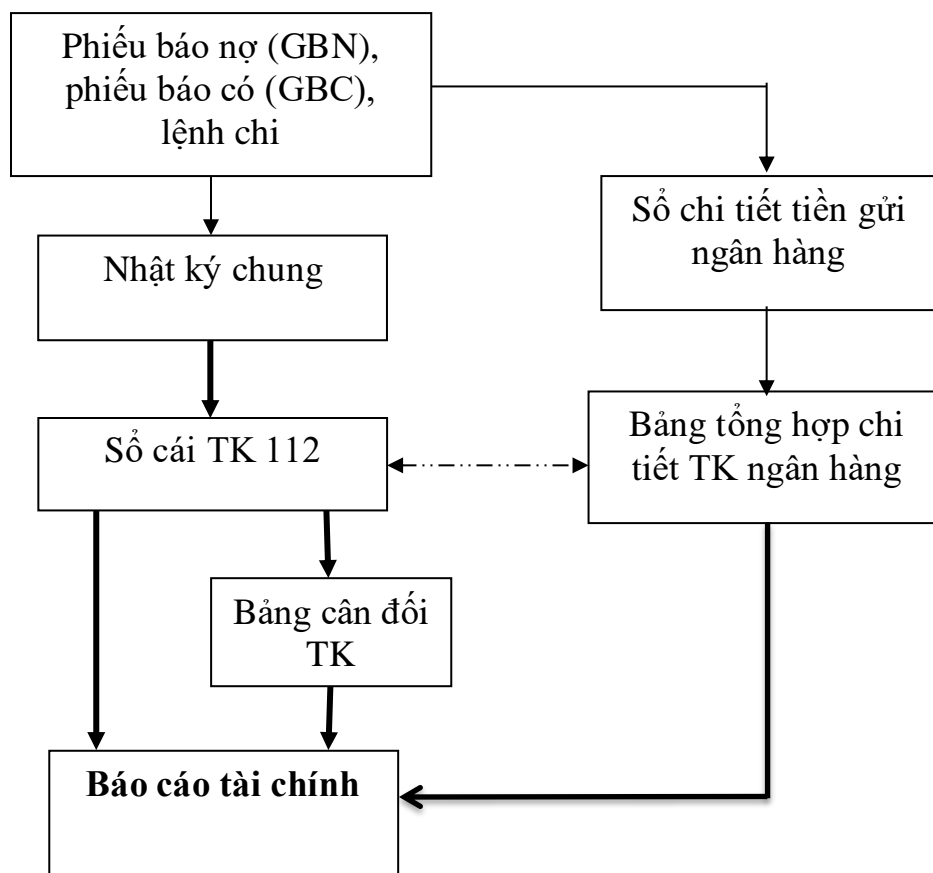 Phiếu báo nợ (GBN),
phiếu báo có (GBC),
lệnh chi
Sổ chi tiết tiền gửi
ngân hàng
Nhật ký chung
Sổ cái TK 112
Bảng tổng hợp chi
tiết TK ngân hàng
Bảng cân đối
TK
Báo cáo tài chính